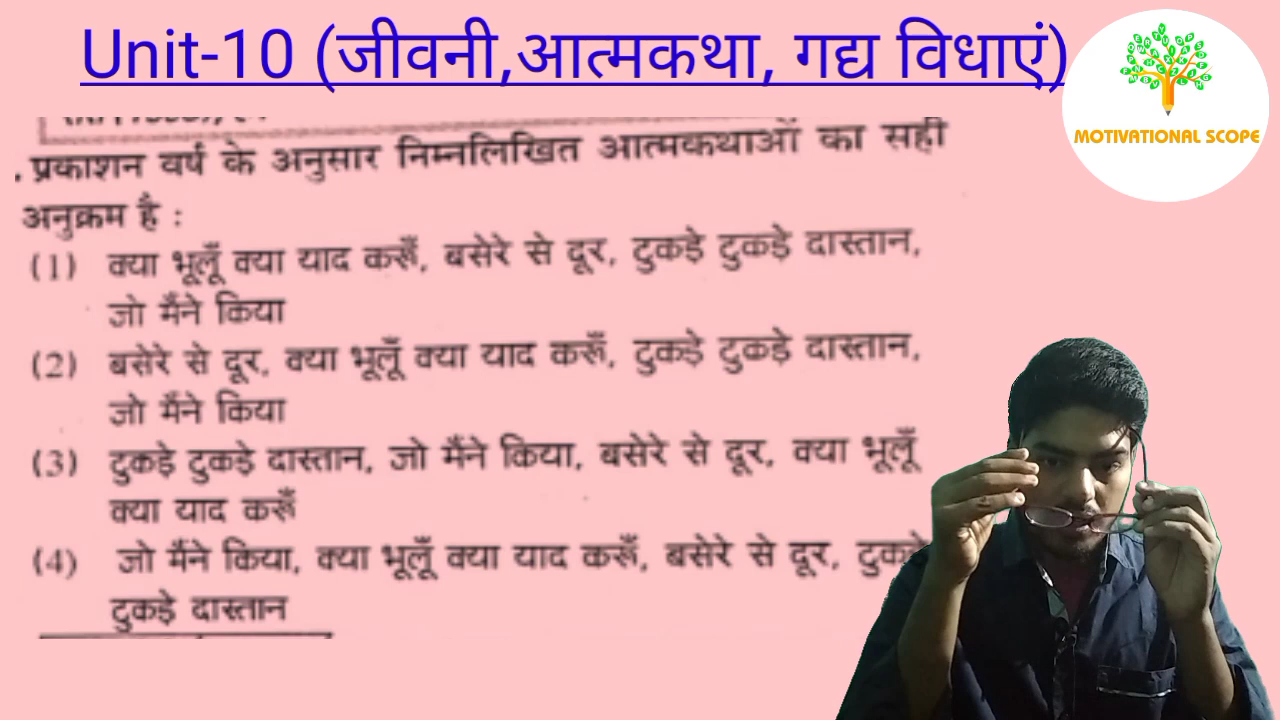 Unit-10 (जीवनी,आत्मकथा, गद्य विधाएं)
MOTIVATIONAL SCOPE
. प्रकाशन वर्ष के अनुसार निम्नलिखित आत्मकथाओं का सही
अनुक्रम है :
(1) क्या भूलूँ क्या याद करूँ, बसेरे से दूर, टुकड़े टुकड़े दास्तान,
जो मैंने किया
(2) बसेरे से दूर, क्या भूलूँ क्या याद करूँ, टुकड़े टुकड़े दास्तान,
जो मैंने किया
(3) टुकड़े टुकड़े दास्तान, जो मैंने किया, बसेरे से दूर, क्या भूलूँ
क्या याद करूँ
(4) जो मैंने किया, क्या भूलूँ क्या याद करूँ, बसेरे से दूर, टुकड़े
टुकड़े दास्तान